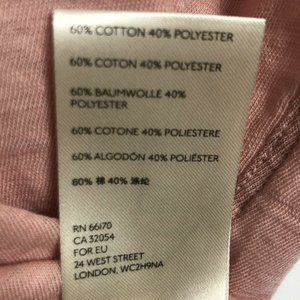 60% COTTON 40% POLYESTER
60% COTON 40% POLYESTER
60% BAUMWOLLE 40%
POLYESTER
60% COTONE 40% POLIESTERE
60% ALGODÓN 40% POLIÉSTER
60% 棉 40% 涤纶
RN 66170
CA 32054
FOR EU
24 WEST STREET
LONDON, WC2H9NA